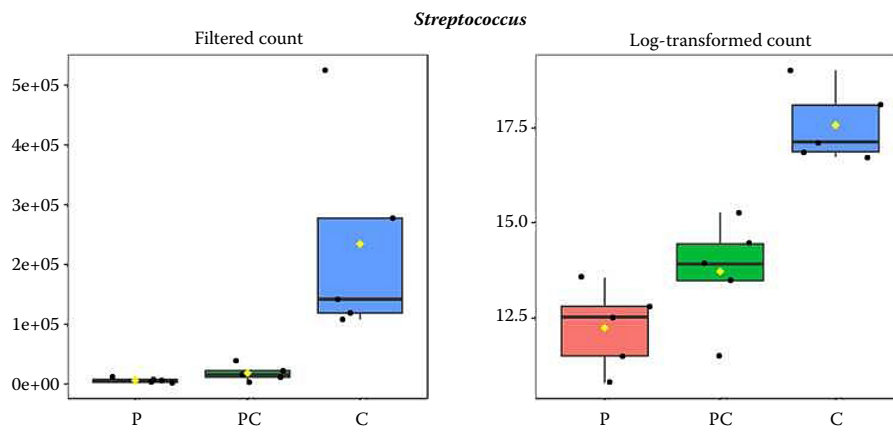 Streptococcus
Filtered count
5e+05
4e+05
3e+05
2e+05
1e+05
0e+00
P PC C
Log-transformed count
17.5
15.0
12.5
P PC C